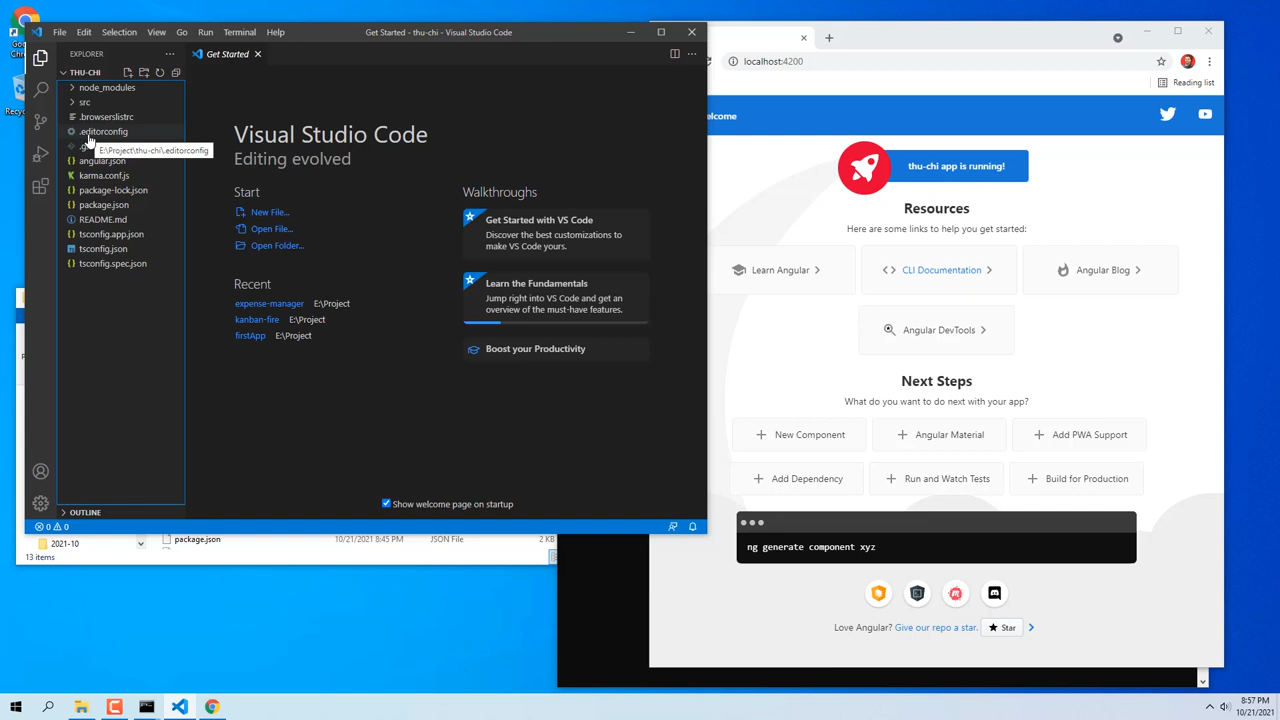 File Edit Selection View Go Run Terminal Help
Get Started - thu-chi - Visual Studio Code
EXPLORER
THU-CHI
node_modules
src
.browserslistrc
.editorconfig
E:\Project\thu-chi\.editorconfig
angular.json
karma.conf.js
package-lock.json
package.json
README.md
tsconfig.app.json
tsconfig.json
tsconfig.spec.json
OUTLINE
0 0
Get Started
Visual Studio Code
Editing evolved
Start
New File...
Open File...
Open Folder...
Recent
expense-manager E:\Project
kanban-fire E:\Project
firstApp E:\Project
Walkthroughs
Get Started with VS Code
Discover the best customizations to
make VS Code yours.
Learn the Fundamentals
Jump right into VS Code and get an
overview of the must-have features.
Boost your Productivity
Show welcome page on startup
2021-10
package.json 10/21/2021 8:45 PM JSON File 2 KB
13 items
localhost:4200
Reading list
elcome
thu-chi app is running!
Resources
Here are some links to help you get started:
Learn Angular
CLI Documentation
Angular Blog
Angular DevTools
Next Steps
What do you want to do next with your app?
New Component
Angular Material
Add PWA Support
Add Dependency
Run and Watch Tests
Build for Production
ng generate component xyz
Love Angular? Give our repo a star. Star
8:57 PM
10/21/2021